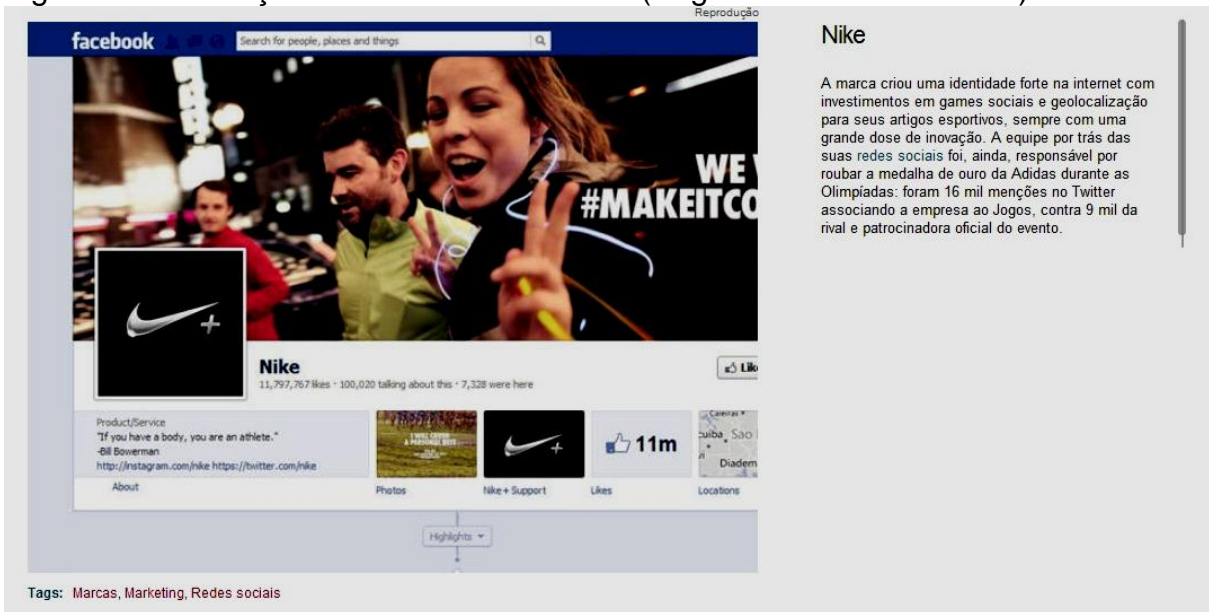 Reprodução
facebook
Search for people, places and things
WE
#MAKEITCO
Nike
11,797,767 likes · 100,020 talking about this · 7,328 were here
Like
Product/Service
"If you have a body, you are an athlete."
-Bill Bowerman
http://instagram.com/nike https://twitter.com/nike
About
Photos
Nike+ Support
11m
Likes
Diadem
Locations
Highlights
Tags: Marcas, Marketing, Redes sociais
Nike
A marca criou uma identidade forte na internet com
investimentos em games sociais e geolocalização
para seus artigos esportivos, sempre com uma
grande dose de inovação. A equipe por trás das
suas redes sociais foi, ainda, responsável por
roubar a medalha de ouro da Adidas durante as
Olimpíadas: foram 16 mil menções no Twitter
associando a empresa ao Jogos, contra 9 mil da
rival e patrocinadora oficial do evento.